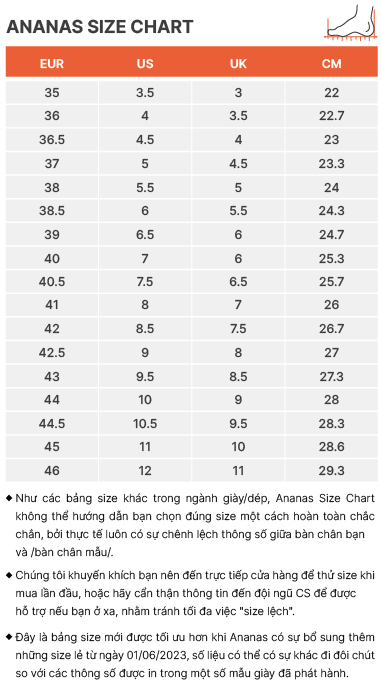 ANANAS SIZE CHART
EUR US UK CM
35 3.5 3 22
36 4 3.5 22.7
36.5 4.5 4 23
37 5 4.5 23.3
38 5.5 5 24
38.5 6 5.5 24.3
39 6.5 6 24.7
40 7 6 25.3
40.5 7.5 6.5 25.7
41 8 7 26
42 8.5 7.5 26.7
42.5 9 8 27
43 9.5 8.5 27.3
44 10 9 28
44.5 10.5 9.5 28.3
45 11 10 28.6
46 12 11 29.3
◆ Như các bảng size khác trong ngành giày/dép, Ananas Size Chart
không thể hướng dẫn bạn chọn đúng size một cách hoàn toàn chắc
chắn, bởi thực tế luôn có sự chênh lệch thông số giữa bàn chân bạn
và /bàn chân mẫu/.
◆ Chúng tôi khuyến khích bạn nên đến trực tiếp cửa hàng để thử size khi
mua lần đầu, hoặc hãy cẩn thận thông tin đến đội ngũ CS để được
hỗ trợ nếu bạn ở xa, nhằm tránh tối đa việc "size lệch".
◆ Đây là bảng size mới được tối ưu hơn khi Ananas có sự bổ sung thêm
những size lẻ từ ngày 01/06/2023, số liệu có thể có sự khác đi đôi chút
so với các thông số được in trong một số mẫu giày đã phát hành.